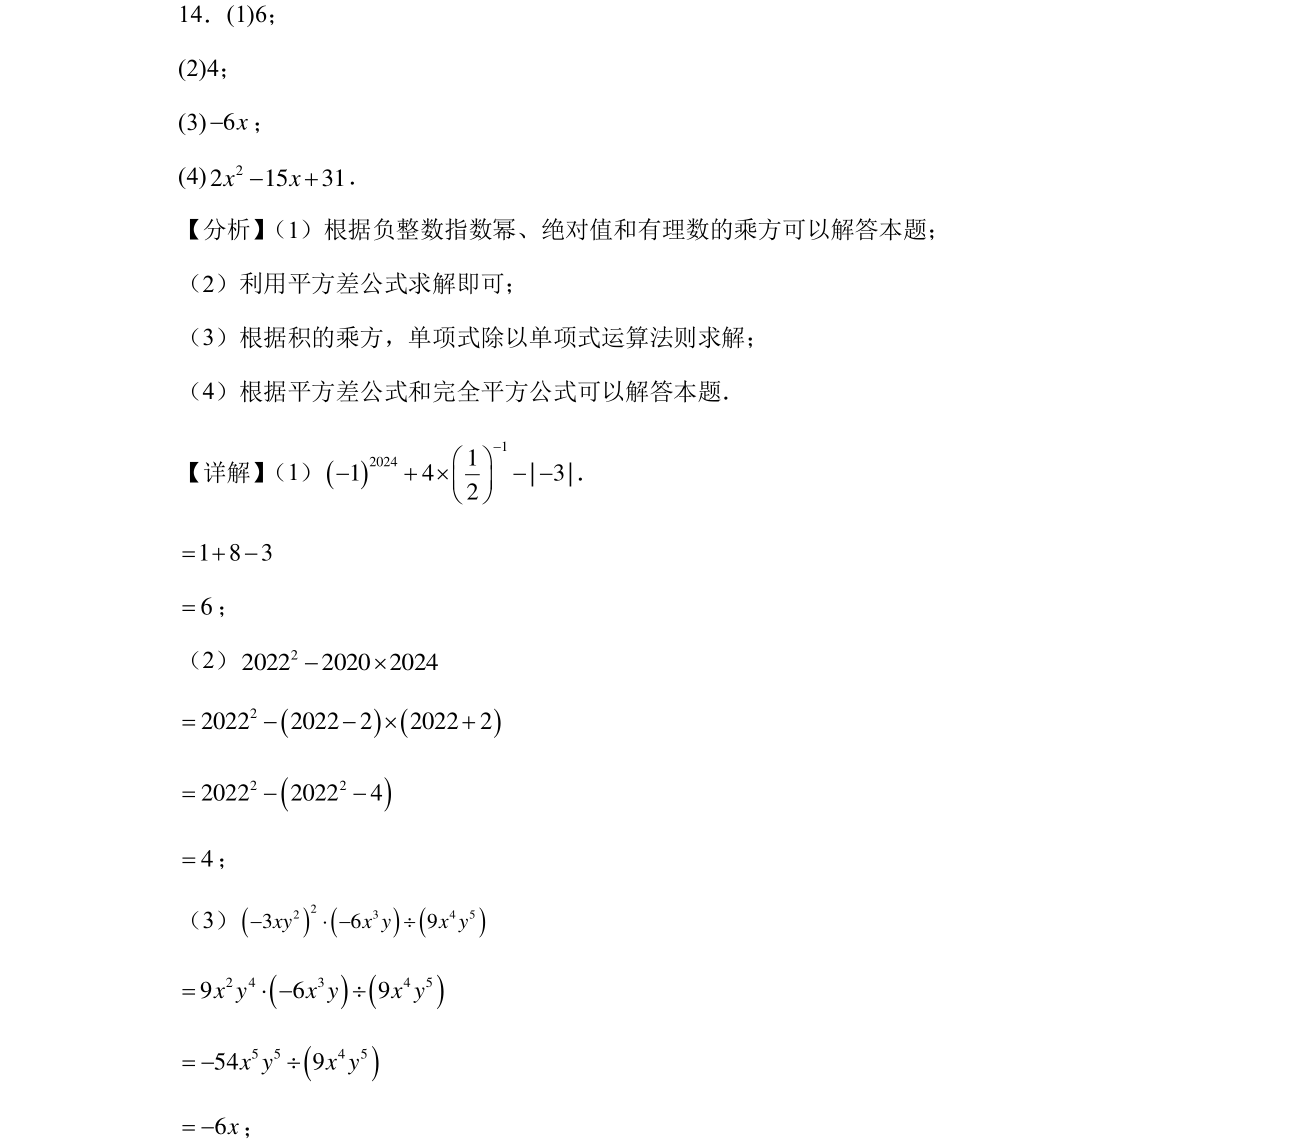 14．(1)6；
(2)4；
(3)−6x；
(4)2x²−15x+31．
【分析】（1）根据负整数指数幂、绝对值和有理数的乘方可以解答本题；
（2）利用平方差公式求解即可；
（3）根据积的乘方，单项式除以单项式运算法则求解；
（4）根据平方差公式和完全平方公式可以解答本题．
【详解】（1）(−1)²⁰²⁴+4×(1/2)⁻¹−|−3|．
=1+8−3
=6；
（2）2022²−2020×2024
=2022²−(2022−2)×(2022+2)
=2022²−(2022²−4)
=4；
（3）(−3xy²)²·(−6x³y)÷(9x⁴y⁵)
=9x²y⁴·(−6x³y)÷(9x⁴y⁵)
=−54x⁵y⁵÷(9x⁴y⁵)
=−6x；